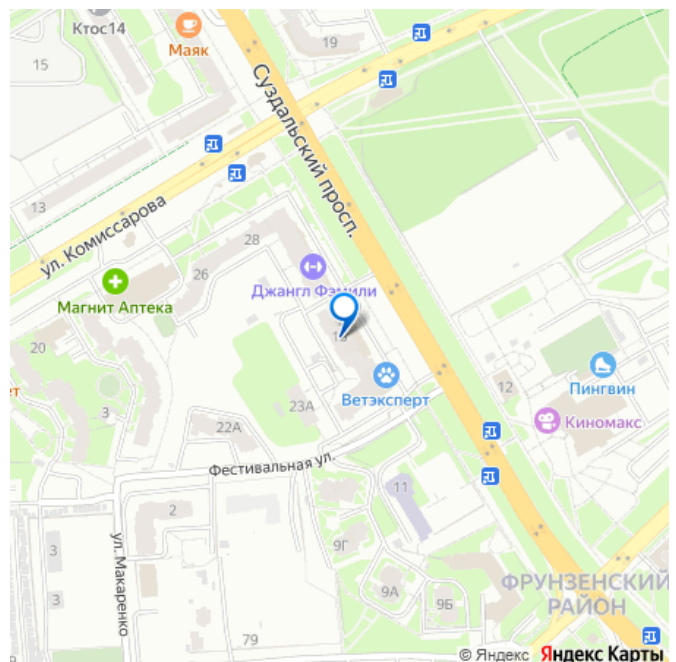 Ктос14
Маяк
19
15
Суздальский просп.
13
ул. Комиссарова
28
26
Джангл Фэмили
Магнит Аптека
20
12
Пингвин
Ветэксперт
3
23А
Киномакс
22А
Фестивальная ул.
11
2
ул. Макаренко
3
9Г
3
9А
9Б
ФРУНЗЕНСКИЙ
РАЙОН
79
© Яндекс Яндекс Карты